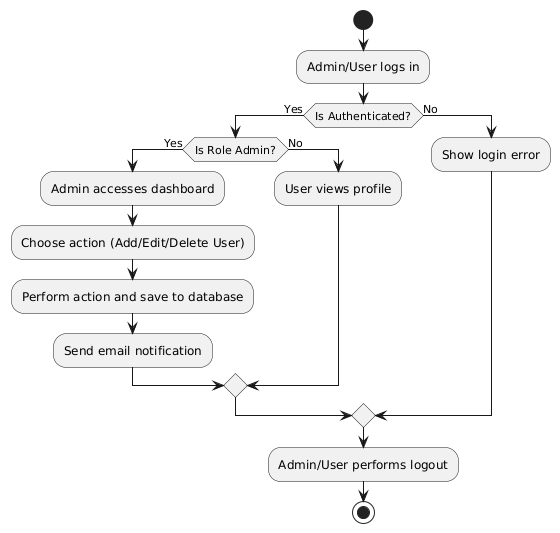 Admin/User logs in
Yes
Is Authenticated?
No
Yes
Is Role Admin?
No
Show login error
Admin accesses dashboard
User views profile
Choose action (Add/Edit/Delete User)
Perform action and save to database
Send email notification
Admin/User performs logout